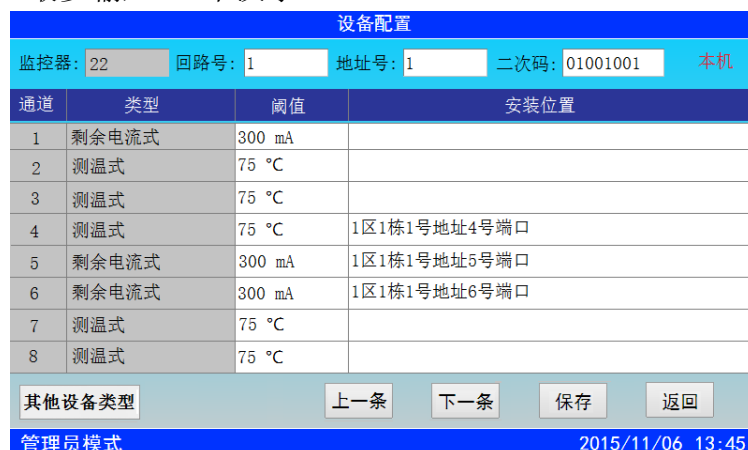 设备配置
监控器: 22 回路号: 1 地址号: 1 二次码: 01001001 本机
通道 类型 阈值 安装位置
1 剩余电流式 300 mA
2 测温式 75 ℃
3 测温式 75 ℃
4 测温式 75 ℃ 1区1栋1号地址4号端口
5 剩余电流式 300 mA 1区1栋1号地址5号端口
6 剩余电流式 300 mA 1区1栋1号地址6号端口
7 测温式 75 ℃
8 测温式 75 ℃
其他设备类型 上一条 下一条 保存 返回
管理员模式 2015/11/06 13:45